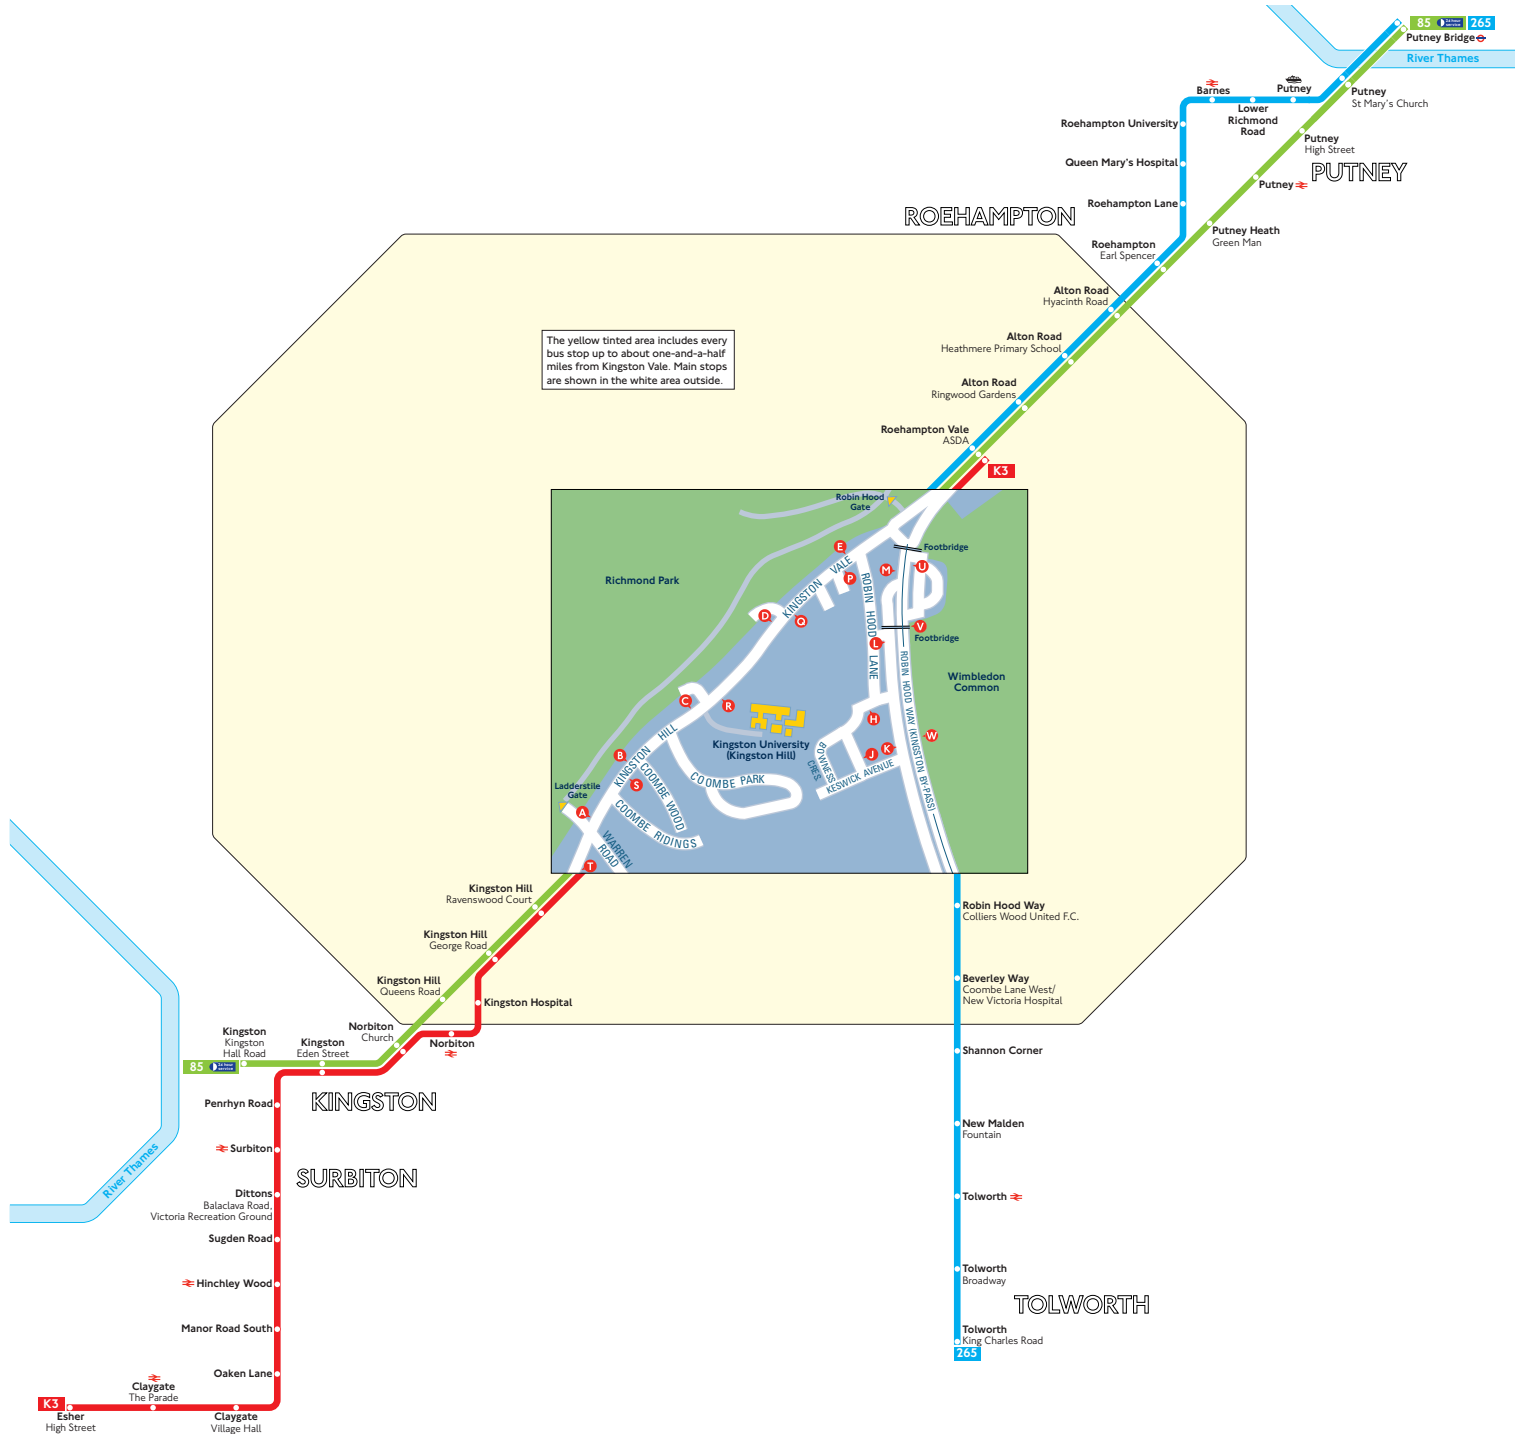 85 24 hour service 265
Putney Bridge
River Thames
Barnes
Putney
Lower
Richmond
Road
Putney
St Mary's Church
Roehampton University
Putney
High Street
Queen Mary's Hospital
PUTNEY
Putney
Roehampton Lane
ROEHAMPTON
Putney Heath
Green Man
Roehampton
Earl Spencer
Alton Road
Hyacinth Road
The yellow tinted area includes every
bus stop up to about one-and-a-half
miles from Kingston Vale. Main stops
are shown in the white area outside.
Alton Road
Heathmere Primary School
Alton Road
Ringwood Gardens
Roehampton Vale
ASDA
K3
Robin Hood
Gate
Footbridge
E
KINGSTON VALE
P
M
U
Richmond Park
ROBIN HOOD LANE
D
Q
V
Footbridge
L
ROBIN HOOD WAY (KINGSTON BY-PASS)
Wimbledon
Common
C
R
H
Kingston University
(Kingston Hill)
W
KINGSTON HILL
B
J
K
BOWNESS
CRES.
KESWICK AVENUE
COOMBE PARK
COOMBE WOOD
S
Ladderstile
Gate
A
COOMBE RIDINGS
WARREN
ROAD
T
Kingston Hill
Ravenswood Court
Robin Hood Way
Colliers Wood United F.C.
Kingston Hill
George Road
Kingston Hill
Queens Road
Beverley Way
Coombe Lane West/
New Victoria Hospital
Kingston Hospital
Norbiton
Church
Kingston
Kingston
Hall Road
Kingston
Eden Street
Norbiton
Shannon Corner
85 24 hour service
KINGSTON
Penrhyn Road
New Malden
Fountain
Surbiton
River Thames
SURBITON
Dittons
Balaclava Road,
Victoria Recreation Ground
Tolworth
Sugden Road
Tolworth
Broadway
Hinchley Wood
TOLWORTH
Manor Road South
Tolworth
King Charles Road
265
Oaken Lane
Claygate
The Parade
K3
Esher
High Street
Claygate
Village Hall